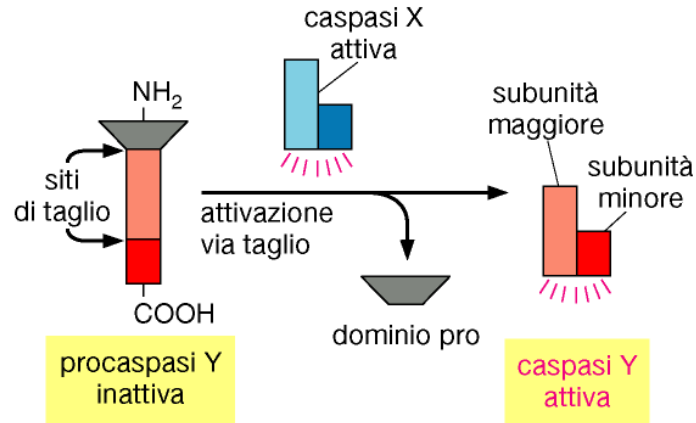 caspasi X
attiva
NH2
siti
di taglio
COOH
procaspasi Y
inattiva
attivazione
via taglio
dominio pro
subunità
maggiore
subunità
minore
caspasi Y
attiva